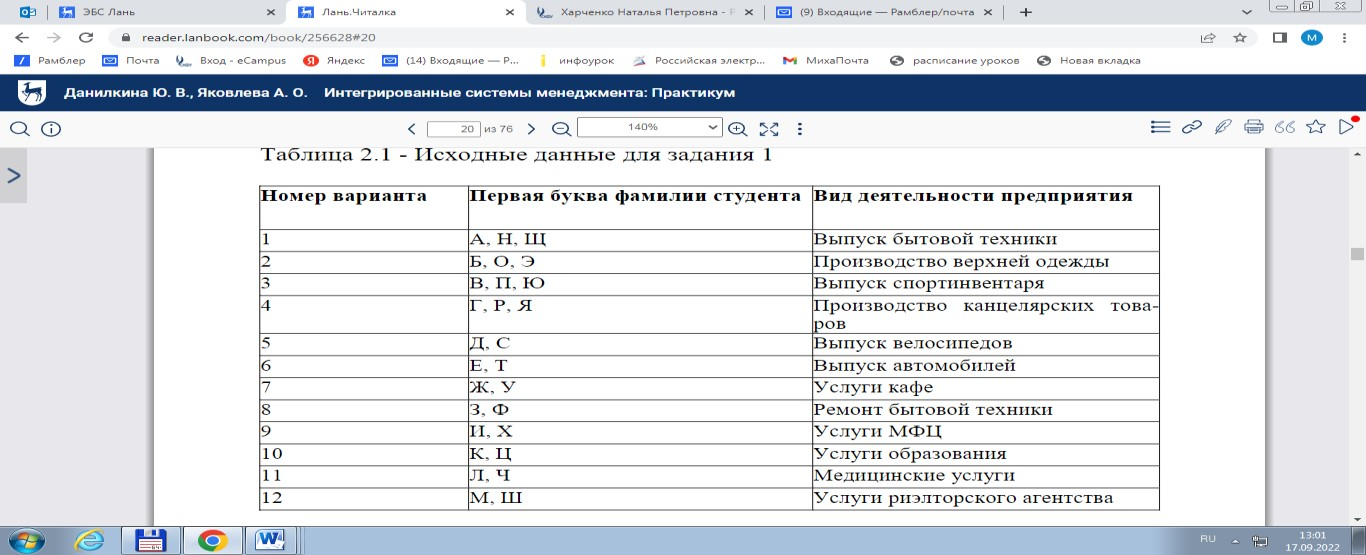 ЭБС Лань
Лань.Читалка
Харченко Наталья Петровна -
(9) Входящие — Рамблер/почта
reader.lanbook.com/book/256628#20
М
Рамблер
Почта
Вход - eCampus
Яндекс
(14) Входящие — Р...
инфоурок
Российская электр...
МихаПочта
расписание уроков
Новая вкладка
Данилкина Ю. В., Яковлева А. О. Интегрированные системы менеджмента: Практикум
20 из 76
140%
Таблица 2.1 - Исходные данные для задания 1
Номер варианта Первая буква фамилии студента Вид деятельности предприятия
1 А, Н, Щ Выпуск бытовой техники
2 Б, О, Э Производство верхней одежды
3 В, П, Ю Выпуск спортинвентаря
4 Г, Р, Я Производство канцелярских това-
ров
5 Д, С Выпуск велосипедов
6 Е, Т Выпуск автомобилей
7 Ж, У Услуги кафе
8 З, Ф Ремонт бытовой техники
9 И, Х Услуги МФЦ
10 К, Ц Услуги образования
11 Л, Ч Медицинские услуги
12 М, Ш Услуги риэлторского агентства
RU
13:01
17.09.2022